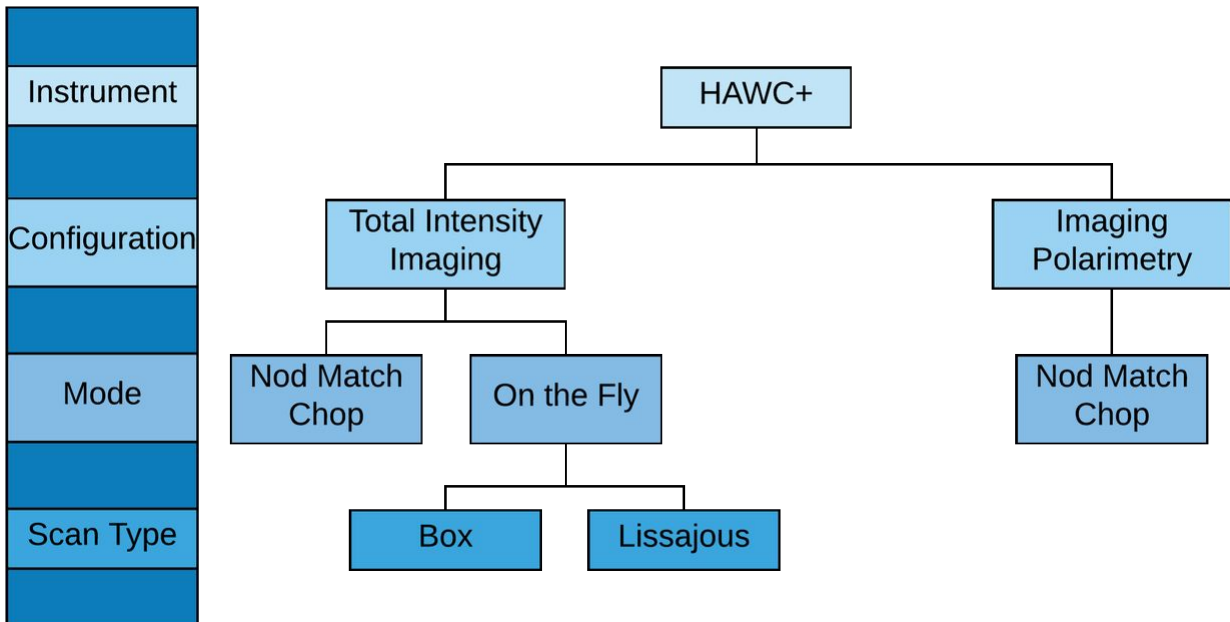 Instrument
HAWC+
Configuration
Total Intensity
Imaging
Imaging
Polarimetry
Mode
Nod Match
Chop
On the Fly
Nod Match
Chop
Scan Type
Box
Lissajous